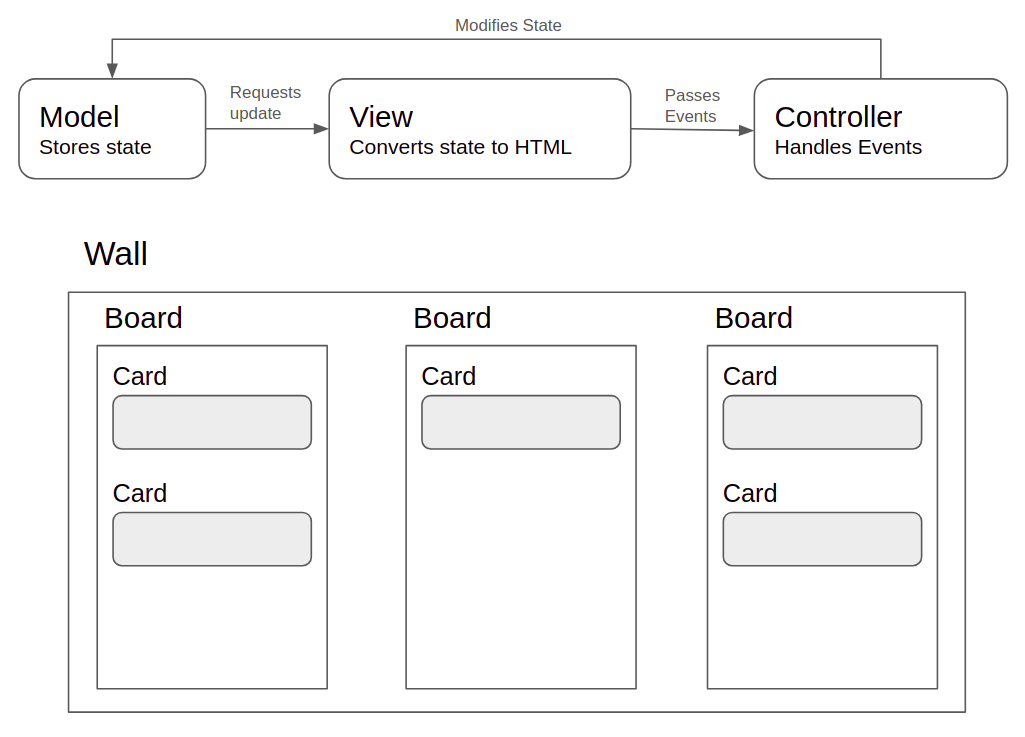 Modifies State
Model
Stores state
Requests
update
View
Converts state to HTML
Passes
Events
Controller
Handles Events
Wall
Board
Board
Board
Card
Card
Card
Card
Card